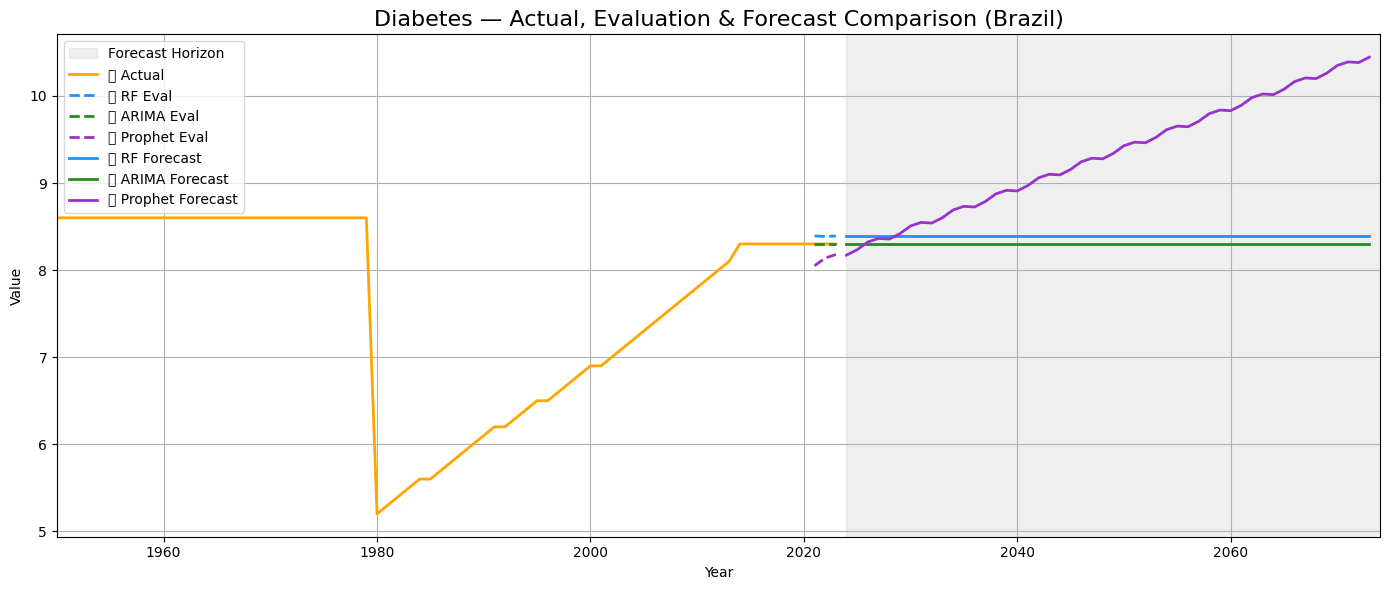 Diabetes — Actual, Evaluation & Forecast Comparison (Brazil)
Forecast Horizon
Actual
RF Eval
ARIMA Eval
Prophet Eval
RF Forecast
ARIMA Forecast
Prophet Forecast
Value
10
9
8
7
6
5
1960
1980
2000
2020
2040
2060
Year